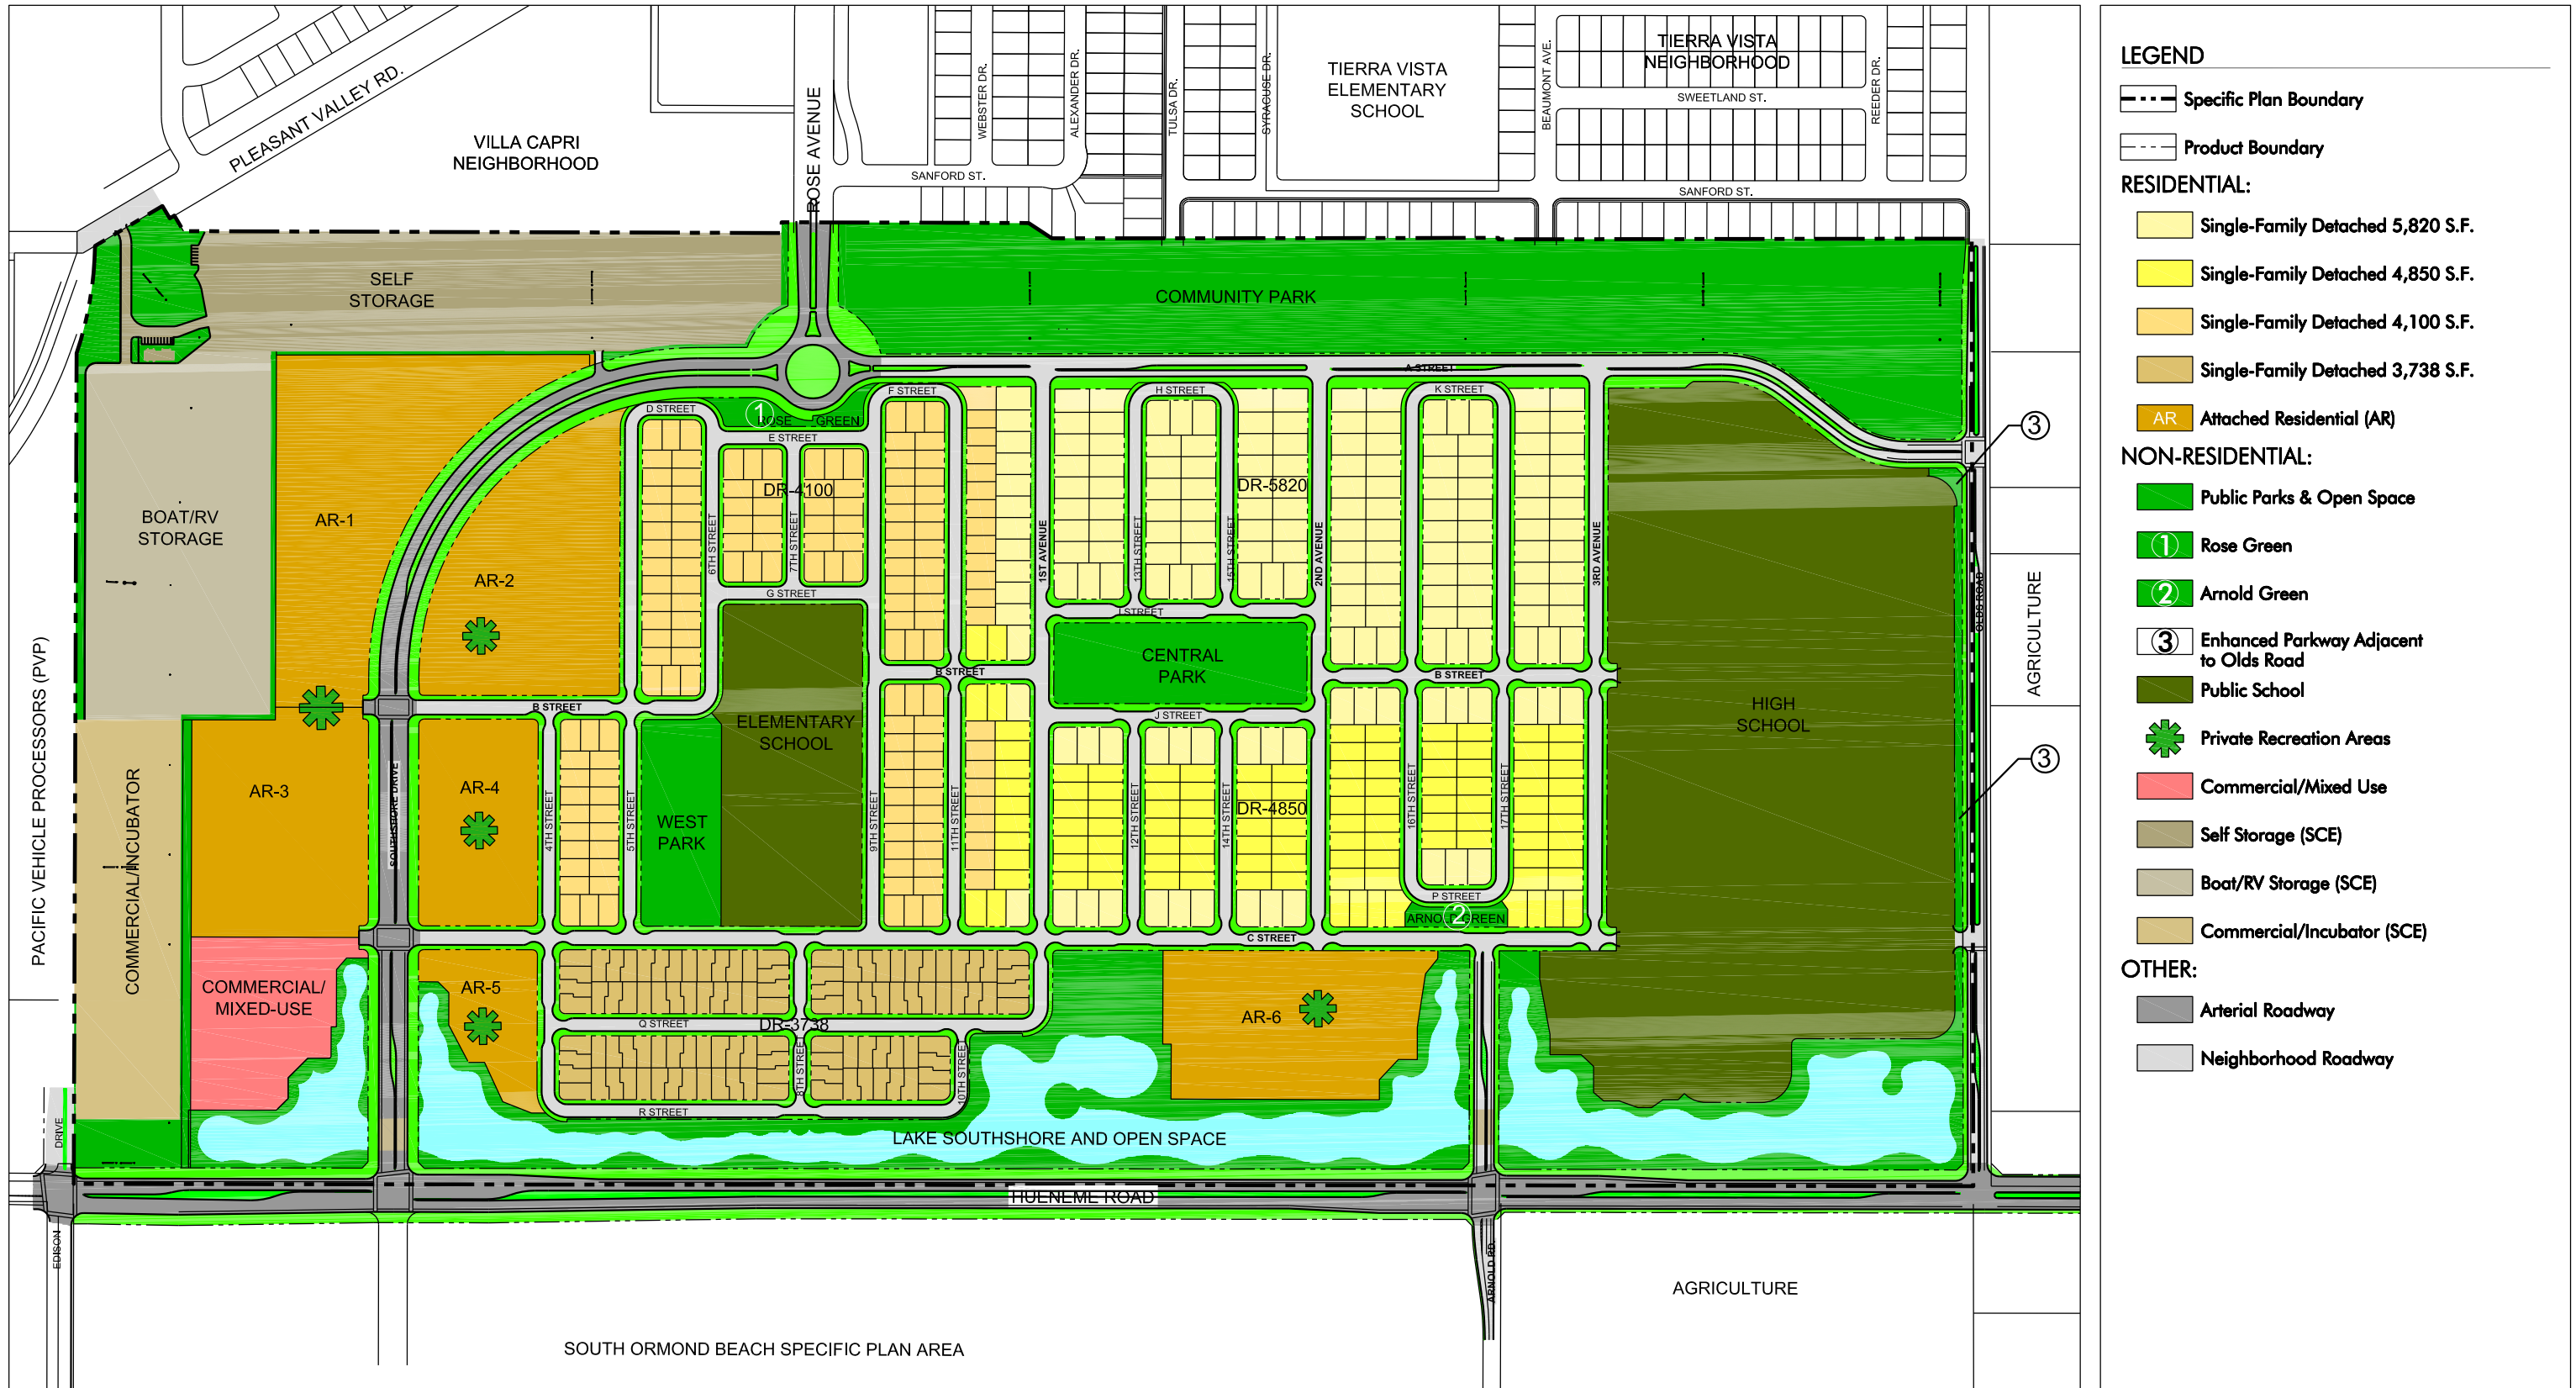 PLEASANT VALLEY RD.
VILLA CAPRI
NEIGHBORHOOD
ROSE AVENUE
WEBSTER DR.
ALEXANDER DR.
SANFORD ST.
TULSA DR.
SYRACUSE DR.
TIERRA VISTA
ELEMENTARY
SCHOOL
BEAUMONT AVE.
TIERRA VISTA
NEIGHBORHOOD
SWEETLAND ST.
REEDER DR.
SANFORD ST.
SELF
STORAGE
COMMUNITY PARK
A STREET
D STREET
1
ROSE GREEN
E STREET
F STREET
H STREET
K STREET
3
BOAT/RV
STORAGE
AR-1
AR-2
DR-4100
DR-5820
6TH STREET
7TH STREET
G STREET
1ST AVENUE
13TH STREET
15TH STREET
2ND AVENUE
3RD AVENUE
I STREET
OLDS ROAD
AGRICULTURE
PACIFIC VEHICLE PROCESSORS (PVP)
CENTRAL
PARK
B STREET
B STREET
B STREET
J STREET
ELEMENTARY
SCHOOL
HIGH
SCHOOL
3
COMMERCIAL/INCUBATOR
AR-3
SOUTHSHORE DRIVE
AR-4
4TH STREET
5TH STREET
WEST
PARK
9TH STREET
11TH STREET
12TH STREET
14TH STREET
DR-4850
16TH STREET
17TH STREET
P STREET
ARNOLD GREEN
2
C STREET
COMMERCIAL/
MIXED-USE
AR-5
Q STREET
DR-3738
8TH STREET
10TH STREET
R STREET
AR-6
LAKE SOUTHSHORE AND OPEN SPACE
DRIVE
EDISON
HUENEME ROAD
ARNOLD RD.
AGRICULTURE
SOUTH ORMOND BEACH SPECIFIC PLAN AREA
LEGEND
Specific Plan Boundary
Product Boundary
RESIDENTIAL:
Single-Family Detached 5,820 S.F.
Single-Family Detached 4,850 S.F.
Single-Family Detached 4,100 S.F.
Single-Family Detached 3,738 S.F.
AR Attached Residential (AR)
NON-RESIDENTIAL:
Public Parks & Open Space
1 Rose Green
2 Arnold Green
3 Enhanced Parkway Adjacent
to Olds Road
Public School
Private Recreation Areas
Commercial/Mixed Use
Self Storage (SCE)
Boat/RV Storage (SCE)
Commercial/Incubator (SCE)
OTHER:
Arterial Roadway
Neighborhood Roadway